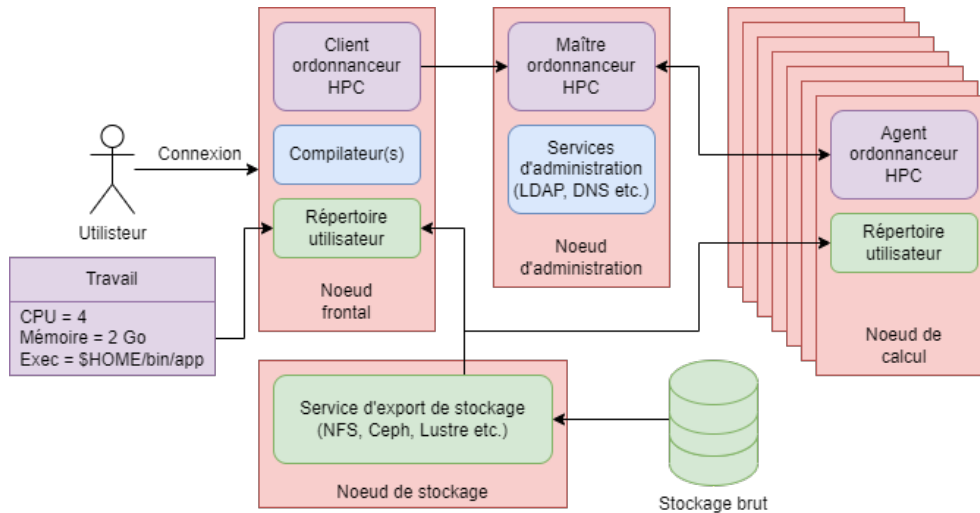 Client
ordonnanceur
HPC
Maître
ordonnanceur
HPC
Agent
ordonnanceur
HPC
Connexion
Compilateur(s)
Services
d'administration
(LDAP, DNS etc.)
Utilisteur
Répertoire
utilisateur
Répertoire
utilisateur
Noeud
d'administration
Travail
CPU = 4
Mémoire = 2 Go
Exec = $HOME/bin/app
Noeud
frontal
Noeud de
calcul
Service d'export de stockage
(NFS, Ceph, Lustre etc.)
Noeud de stockage
Stockage brut